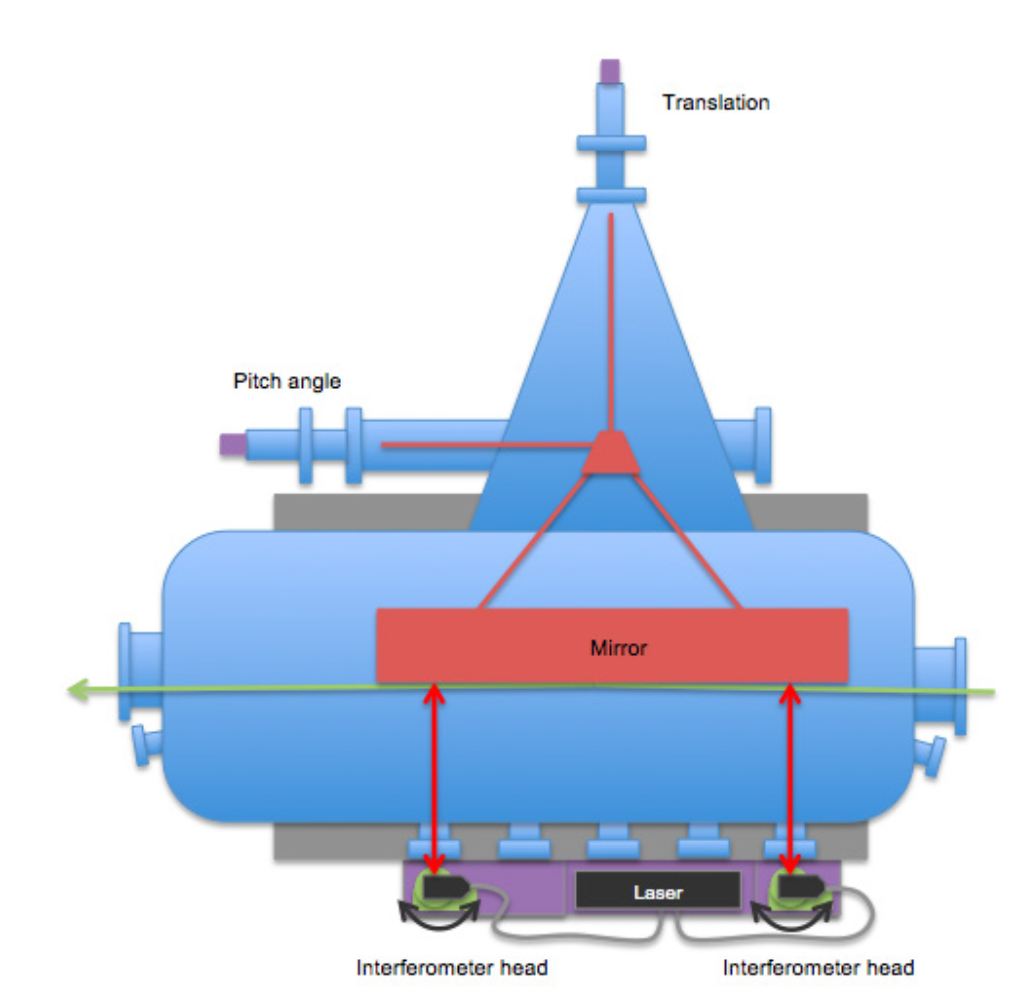 Translation
Pitch angle
Mirror
Laser
Interferometer head
Interferometer head